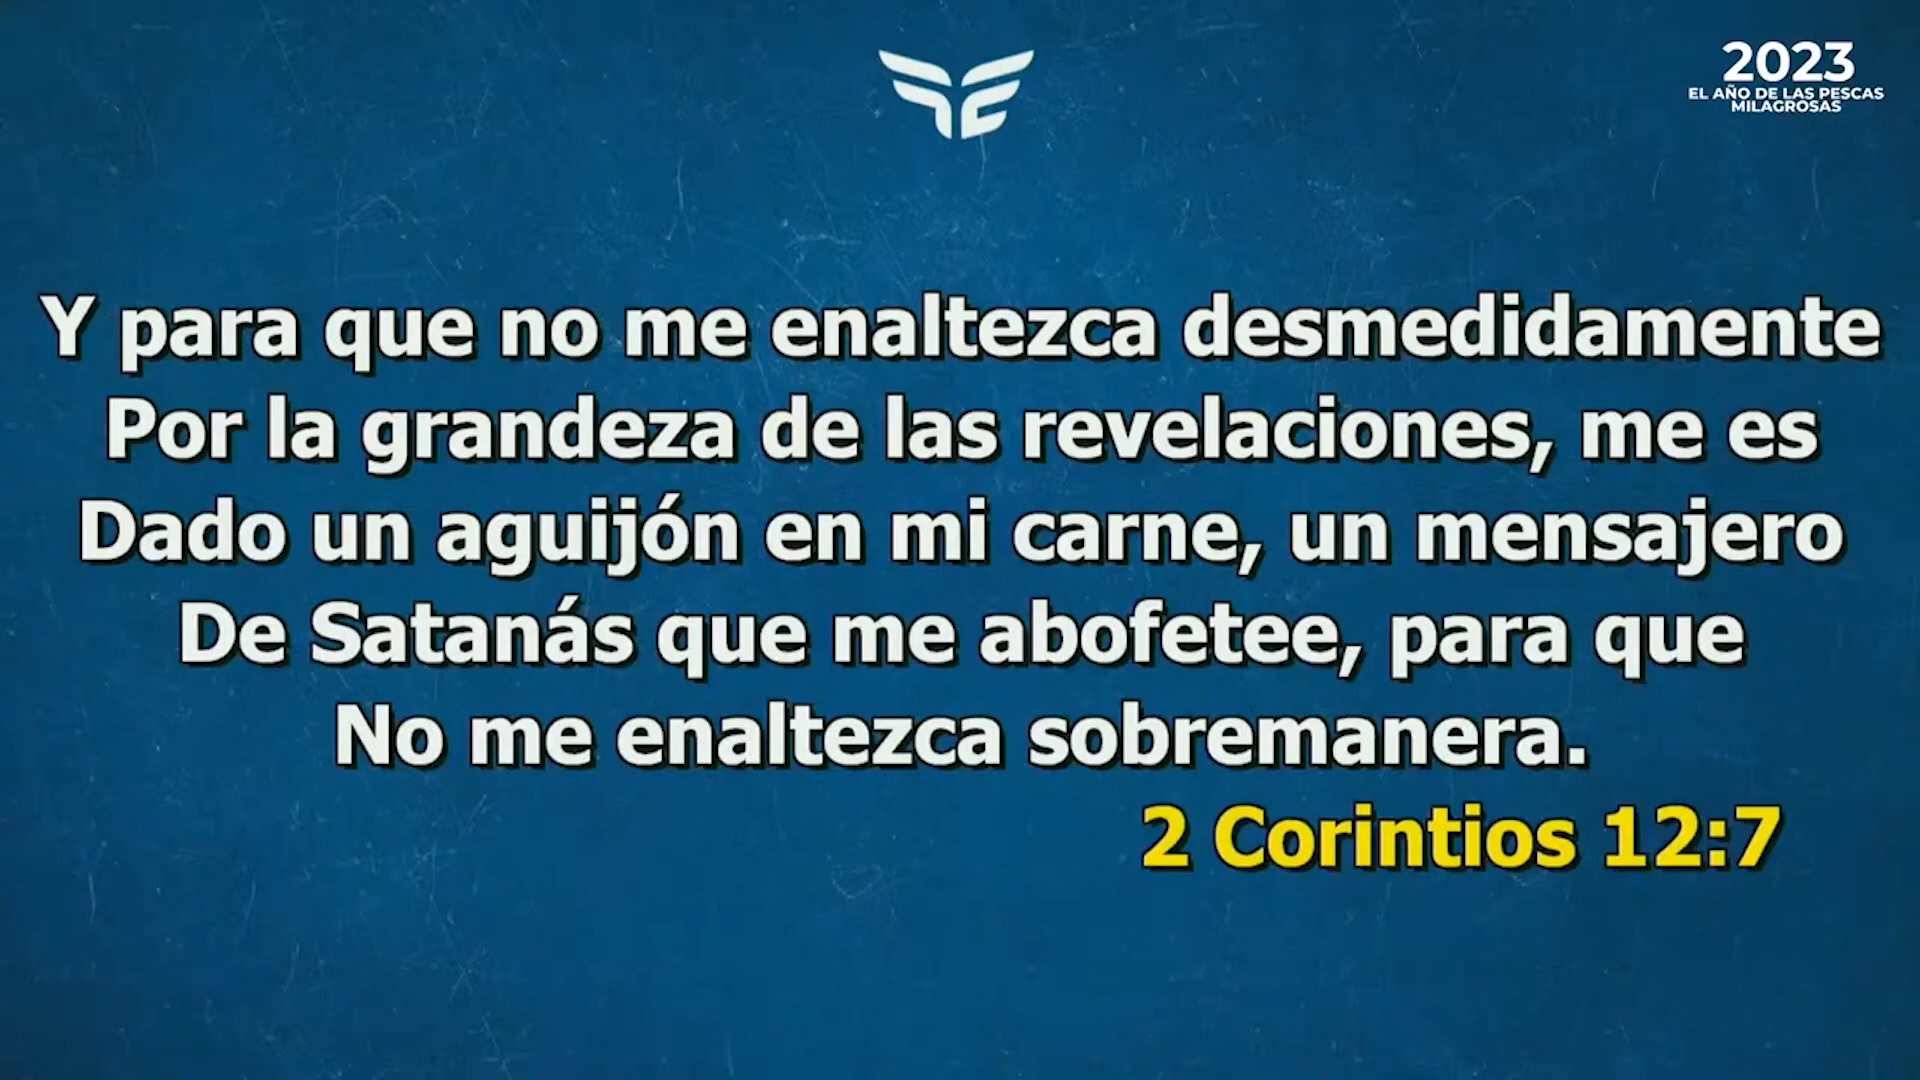 2023
EL AÑO DE LAS PESCAS
MILAGROSAS
Y para que no me enaltezca desmedidamente
Por la grandeza de las revelaciones, me es
Dado un aguijón en mi carne, un mensajero
De Satanás que me abofetee, para que
No me enaltezca sobremanera.
2 Corintios 12:7